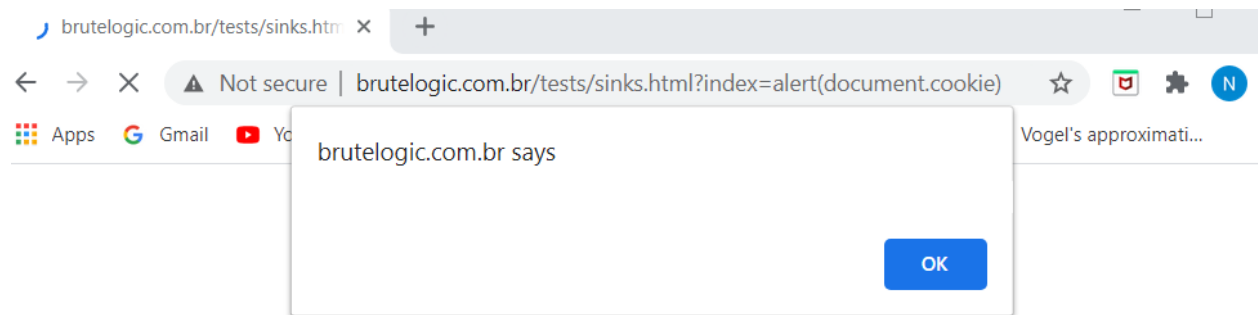 brutelogic.com.br/tests/sinks.htm
Not secure | brutelogic.com.br/tests/sinks.html?index=alert(document.cookie)
N
Apps Gmail Yo Vogel's approximati...
brutelogic.com.br says
OK